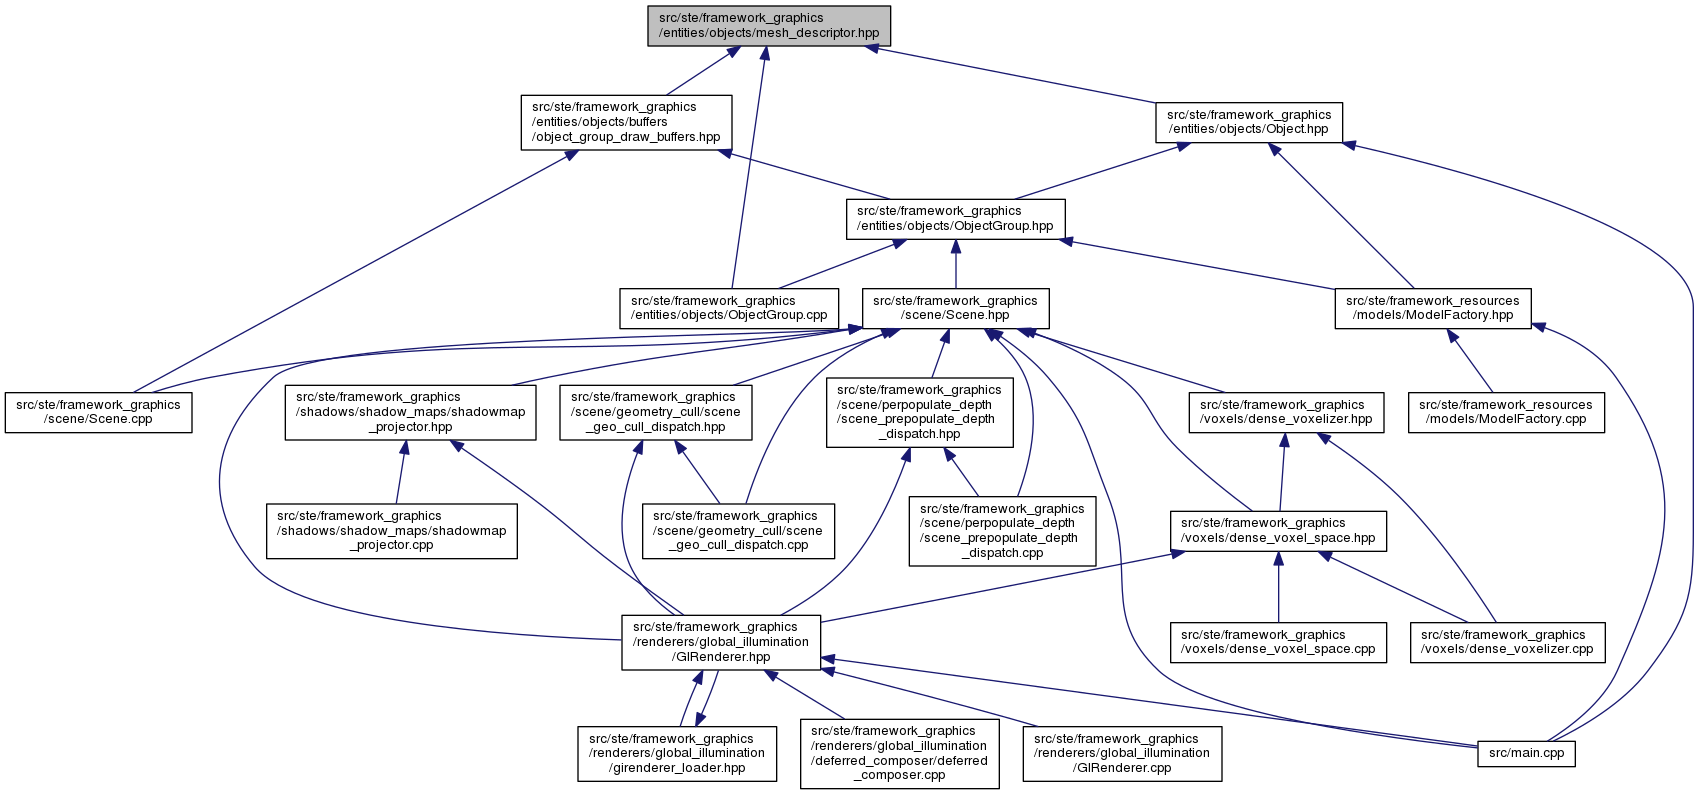 src/ste/framework_graphics
/entities/objects/mesh_descriptor.hpp
src/ste/framework_graphics
/entities/objects/buffers
/object_group_draw_buffers.hpp
src/ste/framework_graphics
/entities/objects/Object.hpp
src/ste/framework_graphics
/entities/objects/ObjectGroup.hpp
src/ste/framework_graphics
/entities/objects/ObjectGroup.cpp
src/ste/framework_graphics
/scene/Scene.hpp
src/ste/framework_resources
/models/ModelFactory.hpp
src/ste/framework_graphics
/scene/Scene.cpp
src/ste/framework_graphics
/shadows/shadow_maps/shadowmap
_projector.hpp
src/ste/framework_graphics
/scene/geometry_cull/scene
_geo_cull_dispatch.hpp
src/ste/framework_graphics
/scene/perpopulate_depth
/scene_prepopulate_depth
_dispatch.hpp
src/ste/framework_graphics
/voxels/dense_voxelizer.hpp
src/ste/framework_resources
/models/ModelFactory.cpp
src/ste/framework_graphics
/shadows/shadow_maps/shadowmap
_projector.cpp
src/ste/framework_graphics
/scene/geometry_cull/scene
_geo_cull_dispatch.cpp
src/ste/framework_graphics
/scene/perpopulate_depth
/scene_prepopulate_depth
_dispatch.cpp
src/ste/framework_graphics
/voxels/dense_voxel_space.hpp
src/ste/framework_graphics
/renderers/global_illumination
/GIRenderer.hpp
src/ste/framework_graphics
/voxels/dense_voxel_space.cpp
src/ste/framework_graphics
/voxels/dense_voxelizer.cpp
src/ste/framework_graphics
/renderers/global_illumination
/girenderer_loader.hpp
src/ste/framework_graphics
/renderers/global_illumination
/deferred_composer/deferred
_composer.cpp
src/ste/framework_graphics
/renderers/global_illumination
/GIRenderer.cpp
src/main.cpp